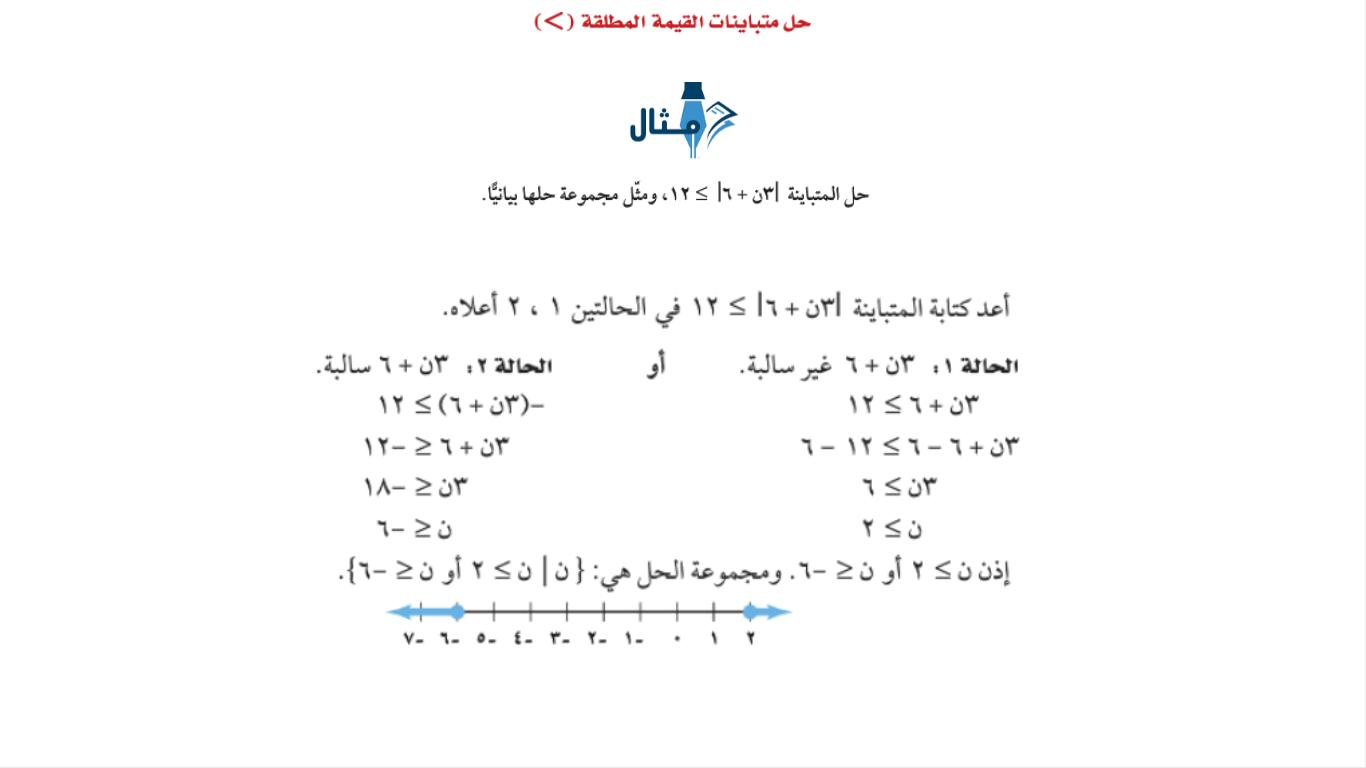 حل متباينات القيمة المطلقة (<)
مثال
حل المتباينة |٣ن + ٦| ≥ ١٢، ومثّل مجموعة حلها بيانيًّا.
أعد كتابة المتباينة |٣ن + ٦| ≥ ١٢ في الحالتين ١ ، ٢ أعلاه.
الحالة ١: ٣ن + ٦ غير سالبة. أو الحالة ٢: ٣ن + ٦ سالبة.
٣ن + ٦ ≥ ١٢ –(٣ن + ٦) ≥ ١٢
٣ن + ٦ – ٦ ≥ ١٢ – ٦ ٣ن + ٦ ≤ –١٢
٣ن ≥ ٦ ٣ن ≤ –١٨
ن ≥ ٢ ن ≤ –٦
إذن ن ≥ ٢ أو ن ≤ –٦. ومجموعة الحل هي: {ن | ن ≥ ٢ أو ن ≤ –٦}.
-٧ -٦ -٥ -٤ -٣ -٢ -١ ٠ ١ ٢